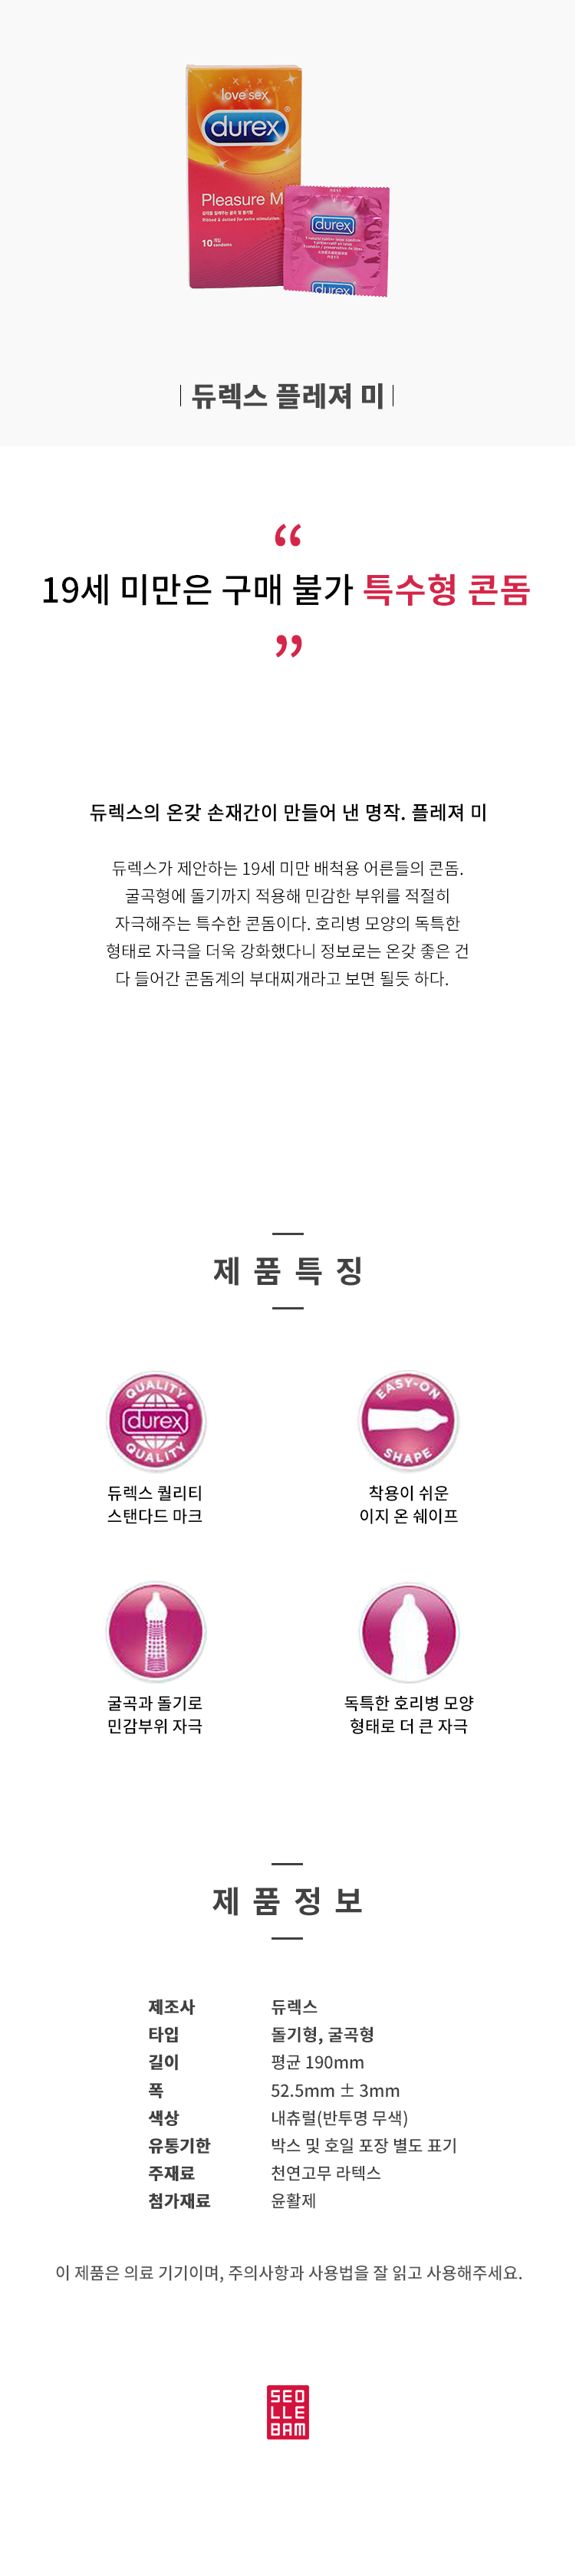 love sex
durex
Pleasure M
Ribbed & dotted for extra stimulation
10 개입
condoms
durex
durex
듀렉스 플레져 미
“
19세 미만은 구매 불가 특수형 콘돔
”
듀렉스의 온갖 손재간이 만들어 낸 명작. 플레져 미
듀렉스가 제안하는 19세 미만 배척용 어른들의 콘돔.
굴곡형에 돌기까지 적용해 민감한 부위를 적절히
자극해주는 특수한 콘돔이다. 호리병 모양의 독특한
형태로 자극을 더욱 강화했다니 정보로는 온갖 좋은 건
다 들어간 콘돔계의 부대찌개라고 보면 될듯 하다.
제 품 특 징
QUALITY
durex
QUALITY
EASY-ON
SHAPE
듀렉스 퀄리티
스탠다드 마크
착용이 쉬운
이지 온 쉐이프
굴곡과 돌기로
민감부위 자극
독특한 호리병 모양
형태로 더 큰 자극
제 품 정 보
제조사 듀렉스
타입 돌기형, 굴곡형
길이 평균 190mm
폭 52.5mm ± 3mm
색상 내츄럴(반투명 무색)
유통기한 박스 및 호일 포장 별도 표기
주재료 천연고무 라텍스
첨가재료 윤활제
이 제품은 의료 기기이며, 주의사항과 사용법을 잘 읽고 사용해주세요.
SEO
LLE
BAM